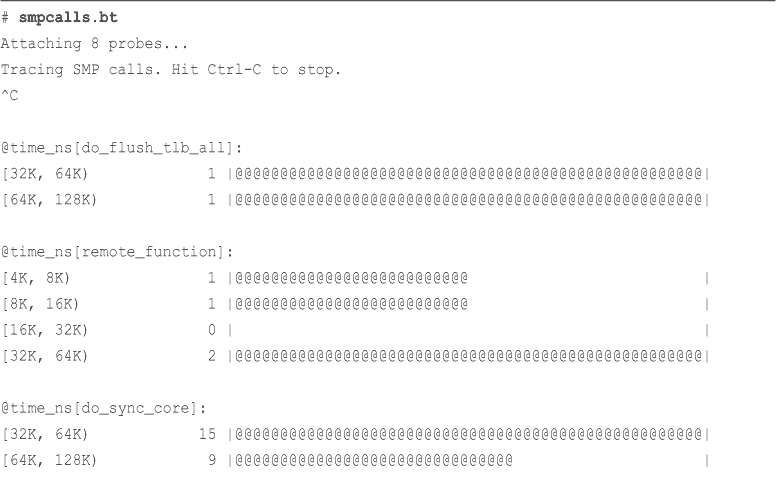 # smpcalls.bt
Attaching 8 probes...
Tracing SMP calls. Hit Ctrl-C to stop.
^C
@time_ns[do_flush_tlb_all]:
[32K, 64K)             1 |@@@@@@@@@@@@@@@@@@@@@@@@@@@@@@@@@@@@@@@@@@@@@@@@@@@@|
[64K, 128K)            1 |@@@@@@@@@@@@@@@@@@@@@@@@@@@@@@@@@@@@@@@@@@@@@@@@@@@@|
@time_ns[remote_function]:
[4K, 8K)               1 |@@@@@@@@@@@@@@@@@@@@@@@@@@                          |
[8K, 16K)              1 |@@@@@@@@@@@@@@@@@@@@@@@@@@                          |
[16K, 32K)             0 |                                                    |
[32K, 64K)             2 |@@@@@@@@@@@@@@@@@@@@@@@@@@@@@@@@@@@@@@@@@@@@@@@@@@@@|
@time_ns[do_sync_core]:
[32K, 64K)            15 |@@@@@@@@@@@@@@@@@@@@@@@@@@@@@@@@@@@@@@@@@@@@@@@@@@@@|
[64K, 128K)            9 |@@@@@@@@@@@@@@@@@@@@@@@@@@@@@@@                     |